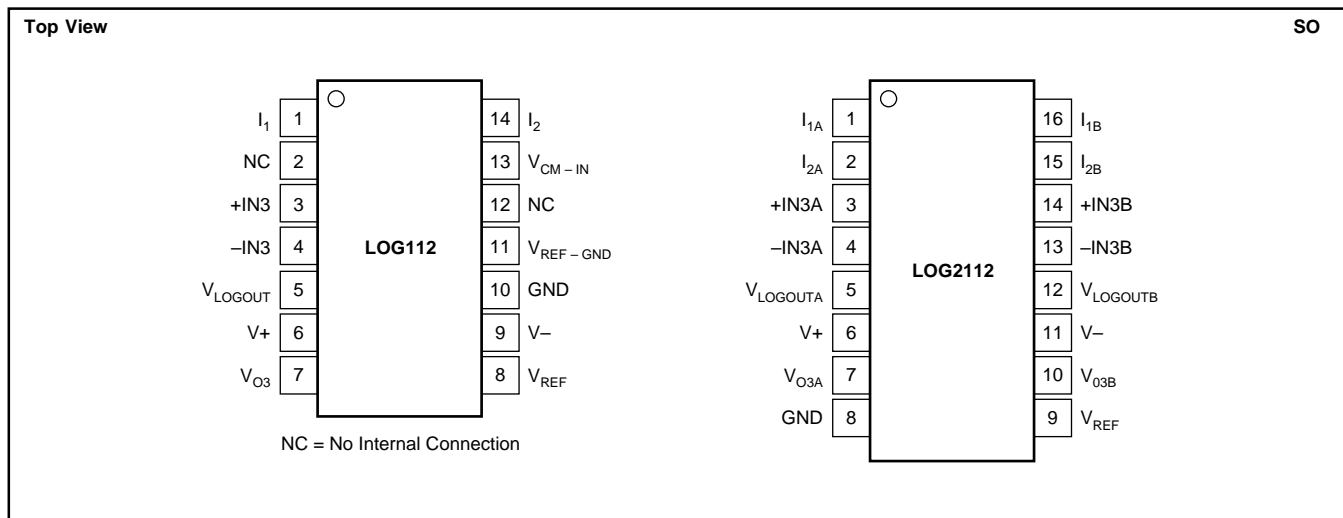 Top View SO
I1 1 14 I2
NC 2 13 VCM – IN
+IN3 3 12 NC
–IN3 4 11 VREF – GND
LOG112
VLOGOUT 5 10 GND
V+ 6 9 V–
VO3 7 8 VREF
NC = No Internal Connection
I1A 1 16 I1B
I2A 2 15 I2B
+IN3A 3 14 +IN3B
–IN3A 4 13 –IN3B
LOG2112
VLOGOUTA 5 12 VLOGOUTB
V+ 6 11 V–
VO3A 7 10 V03B
GND 8 9 VREF